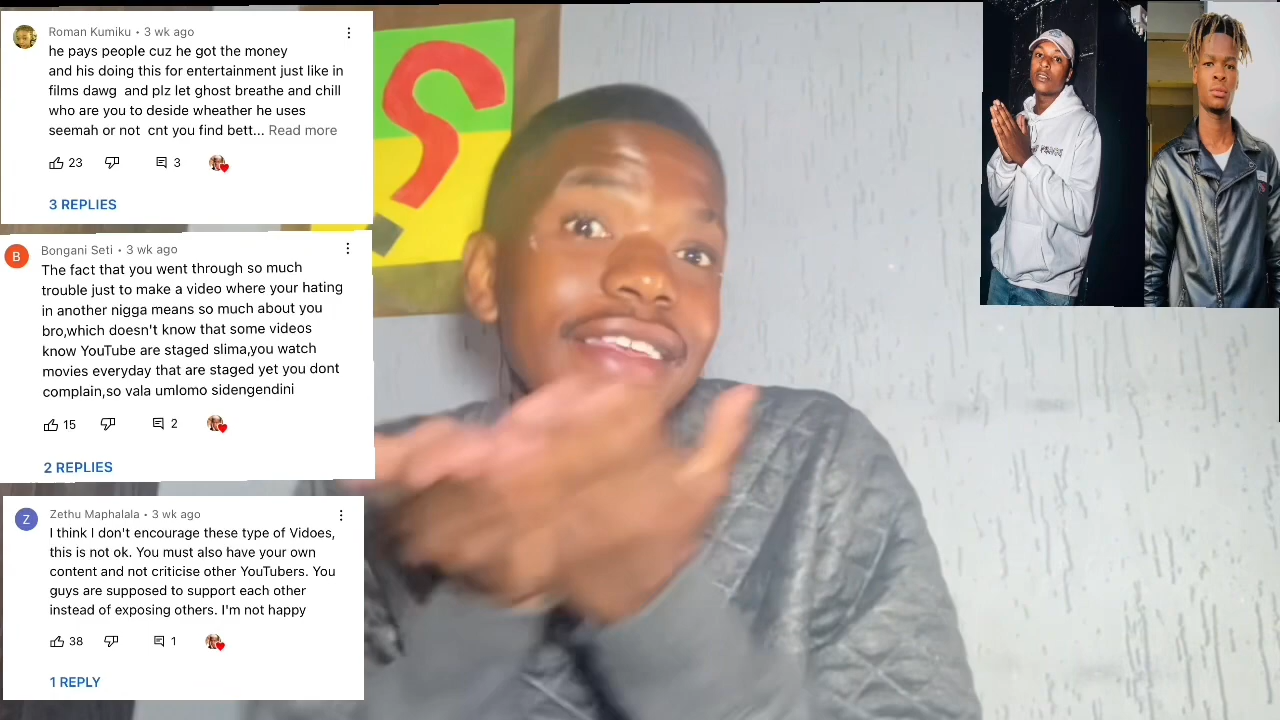 Roman Kumiku • 3 wk ago
he pays people cuz he got the money
and his doing this for entertainment just like in
films dawg and plz let ghost breathe and chill
who are you to deside wheather he uses
seemah or not cnt you find bett... Read more
23
3
3 REPLIES
B
Bongani Seti • 3 wk ago
The fact that you went through so much
trouble just to make a video where your hating
in another nigga means so much about you
bro,which doesn't know that some videos
know YouTube are staged slima,you watch
movies everyday that are staged yet you dont
complain,so vala umlomo sidengendini
15
2
2 REPLIES
Z
Zethu Maphalala • 3 wk ago
I think I don't encourage these type of Vidoes,
this is not ok. You must also have your own
content and not criticise other YouTubers. You
guys are supposed to support each other
instead of exposing others. I'm not happy
38
1
1 REPLY